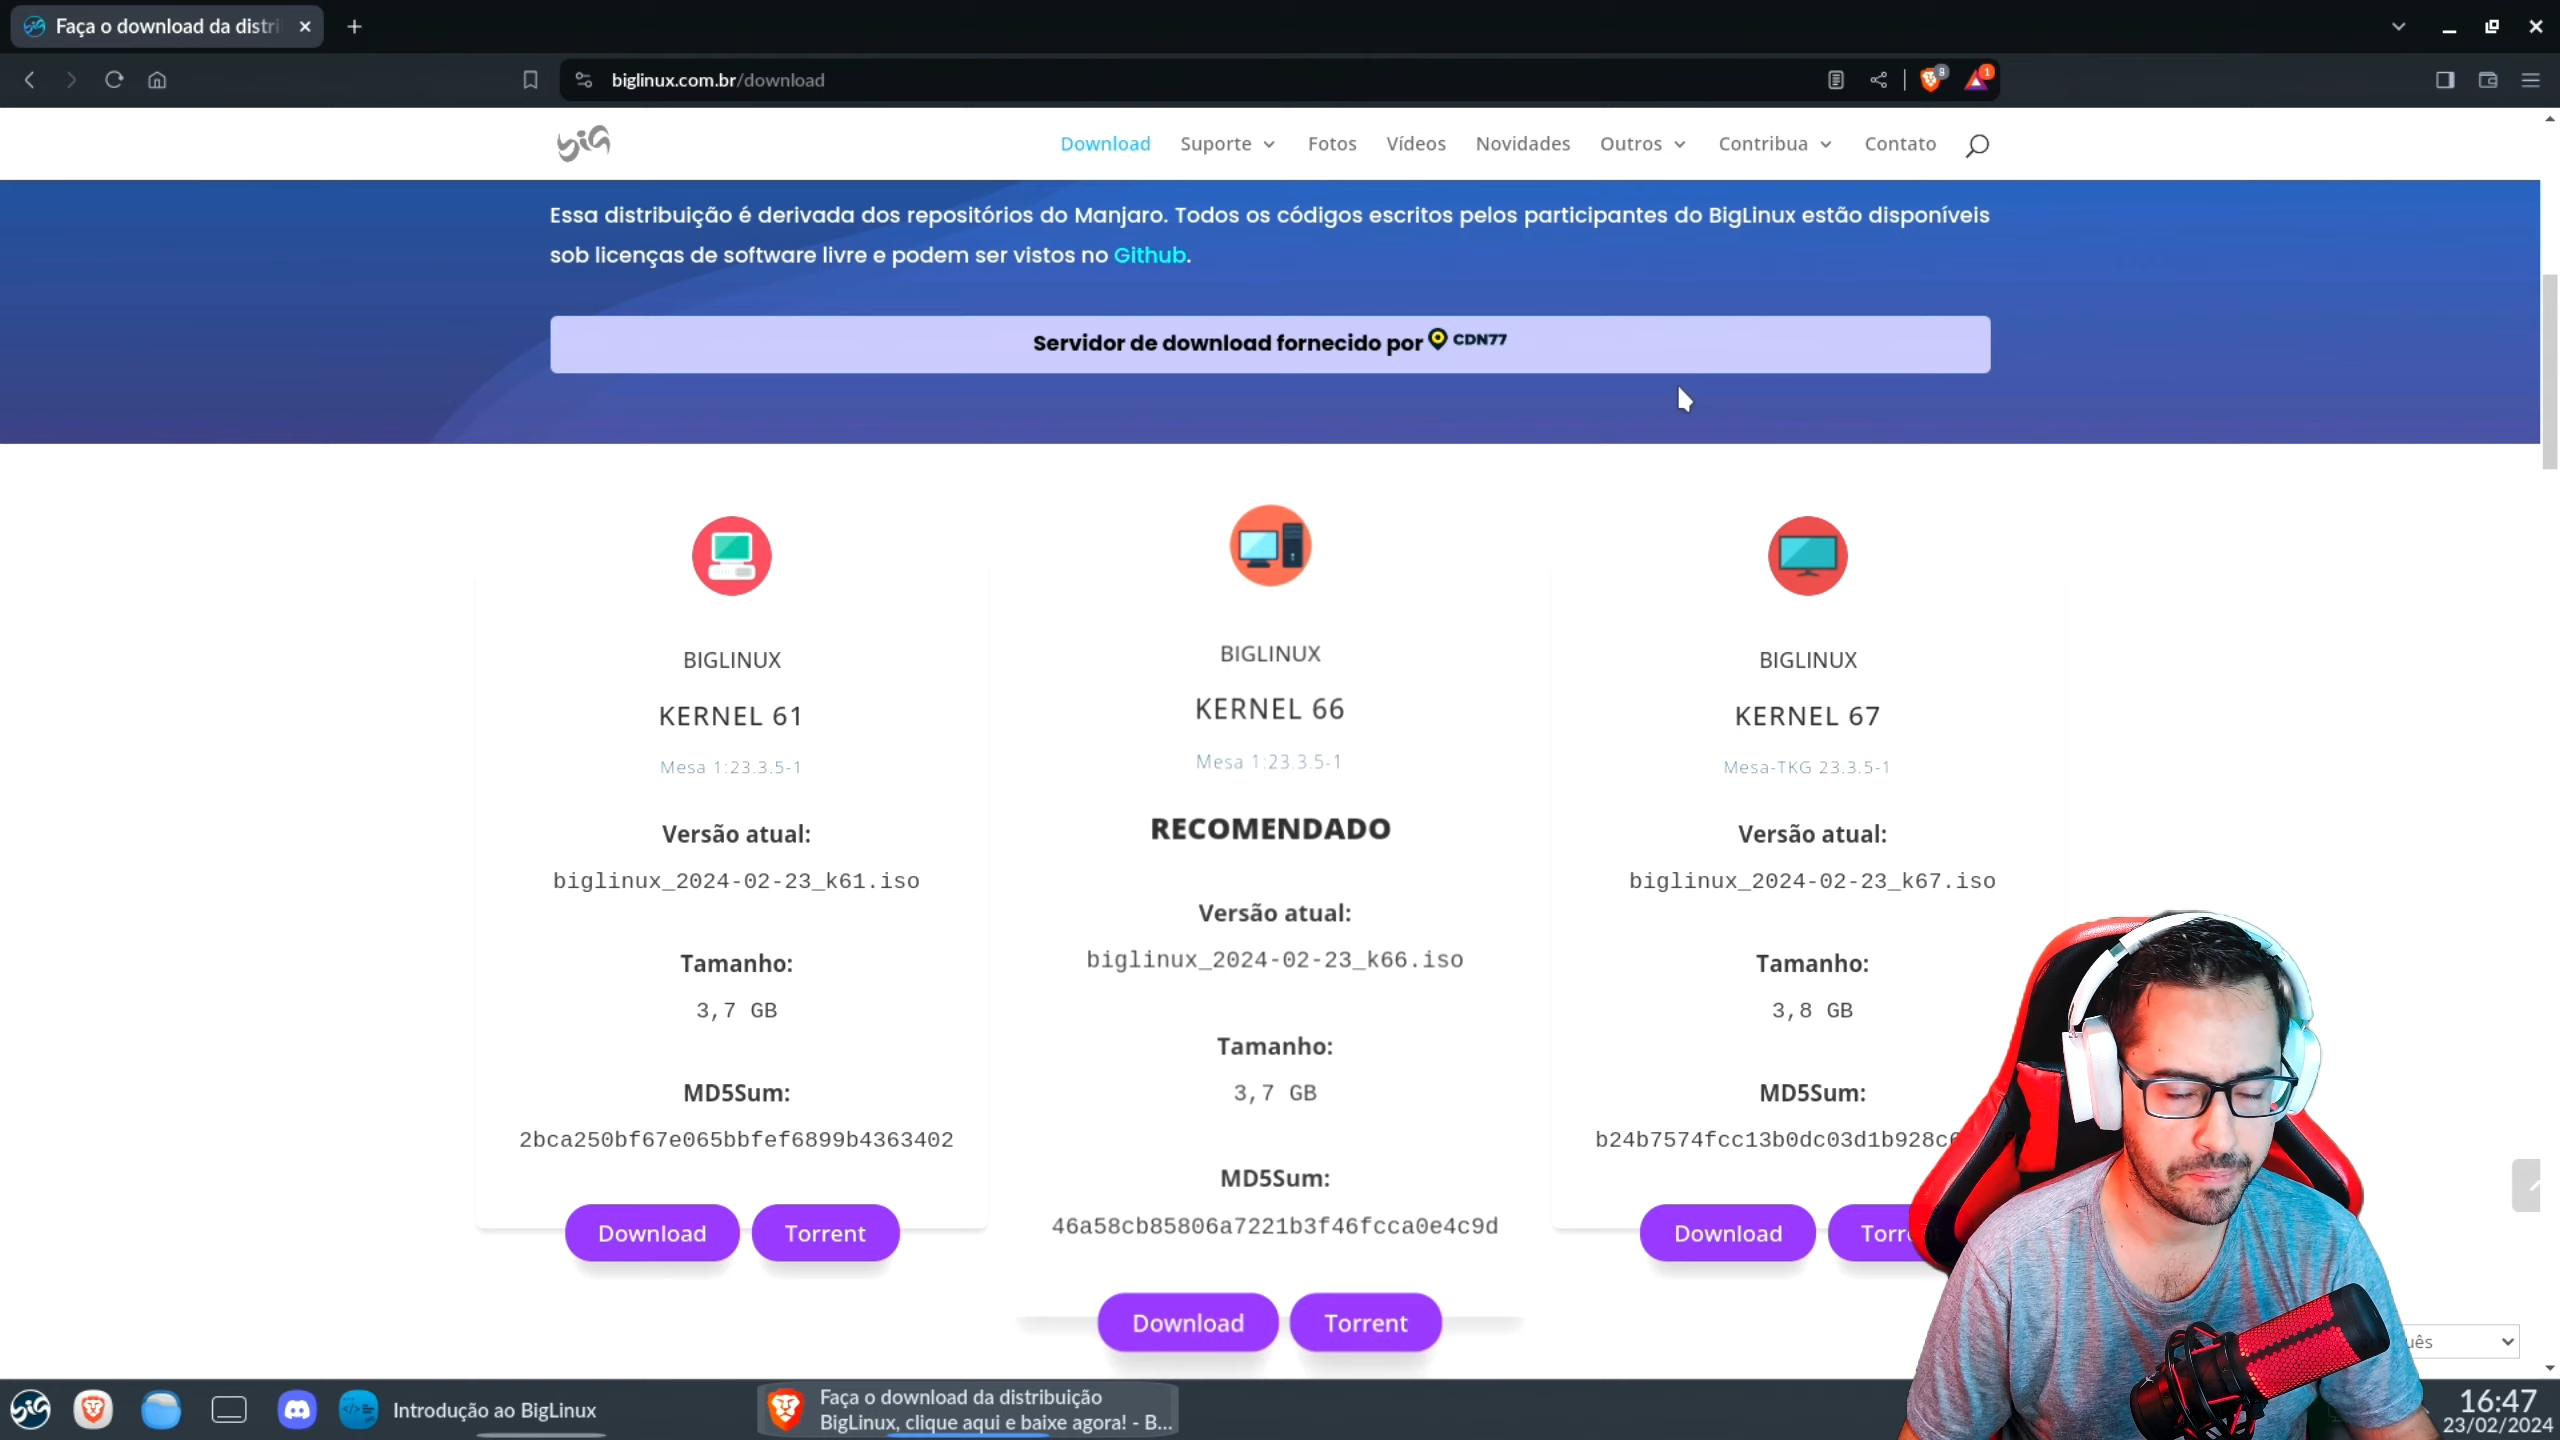 Faça o download da distri
biglinux.com.br/download
8
1
big
Download
Suporte
Fotos
Vídeos
Novidades
Outros
Contribua
Contato
Essa distribuição é derivada dos repositórios do Manjaro. Todos os códigos escritos pelos participantes do BigLinux estão disponíveis
sob licenças de software livre e podem ser vistos no Github.
Servidor de download fornecido por CDN77
BIGLINUX
KERNEL 61
Mesa 1:23.3.5-1
Versão atual:
biglinux_2024-02-23_k61.iso
Tamanho:
3,7 GB
MD5Sum:
2bca250bf67e065bbfef6899b4363402
Download
Torrent
BIGLINUX
KERNEL 66
Mesa 1:23.3.5-1
RECOMENDADO
Versão atual:
biglinux_2024-02-23_k66.iso
Tamanho:
3,7 GB
MD5Sum:
46a58cb85806a7221b3f46fcca0e4c9d
Download
Torrent
BIGLINUX
KERNEL 67
Mesa-TKG 23.3.5-1
Versão atual:
biglinux_2024-02-23_k67.iso
Tamanho:
3,8 GB
MD5Sum:
b24b7574fcc13b0dc03d1b928c
Download
Torr
uês
big
Introdução ao BigLinux
Faça o download da distribuição
BigLinux, clique aqui e baixe agora! - B...
16:47
23/02/2024